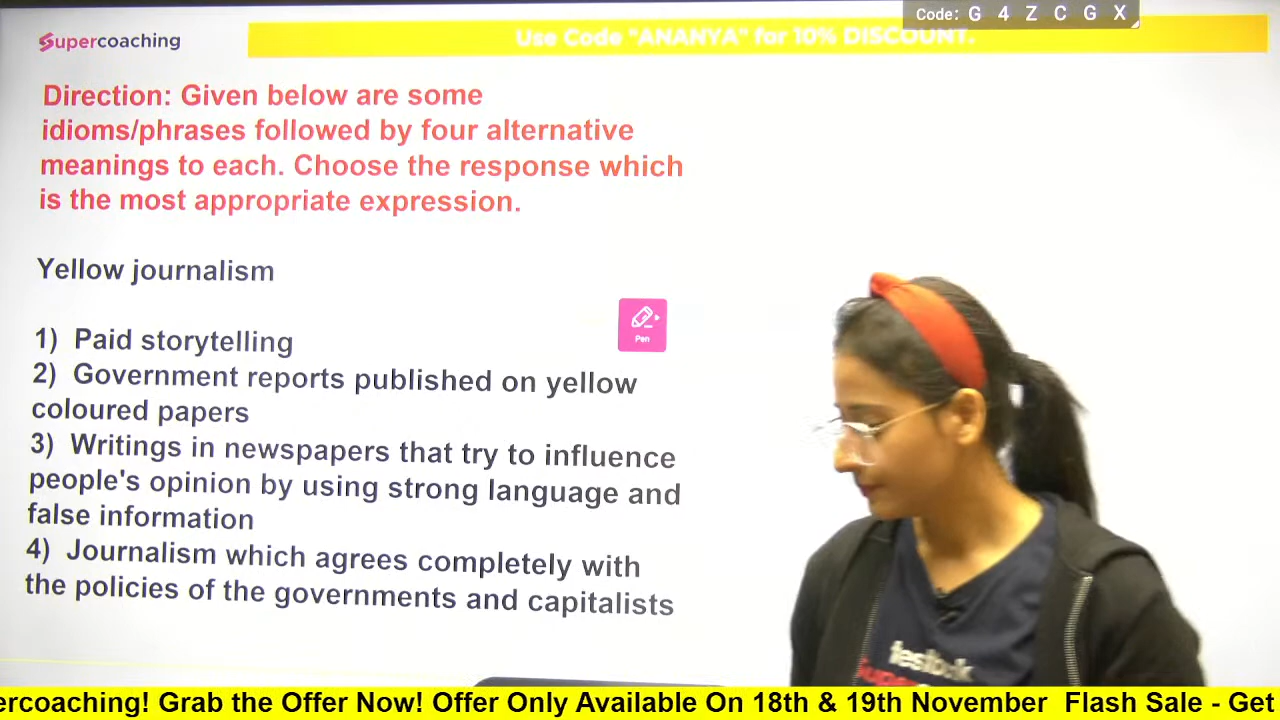 Code: G 4 Z C G X
Supercoaching
Use Code "ANANYA" for 10% DISCOUNT.
Direction: Given below are some
idioms/phrases followed by four alternative
meanings to each. Choose the response which
is the most appropriate expression.
Yellow journalism
1) Paid storytelling
2) Government reports published on yellow
coloured papers
3) Writings in newspapers that try to influence
people's opinion by using strong language and
false information
4) Journalism which agrees completely with
the policies of the governments and capitalists
Pen
testbook
ercoaching! Grab the Offer Now! Offer Only Available On 18th & 19th November Flash Sale - Get